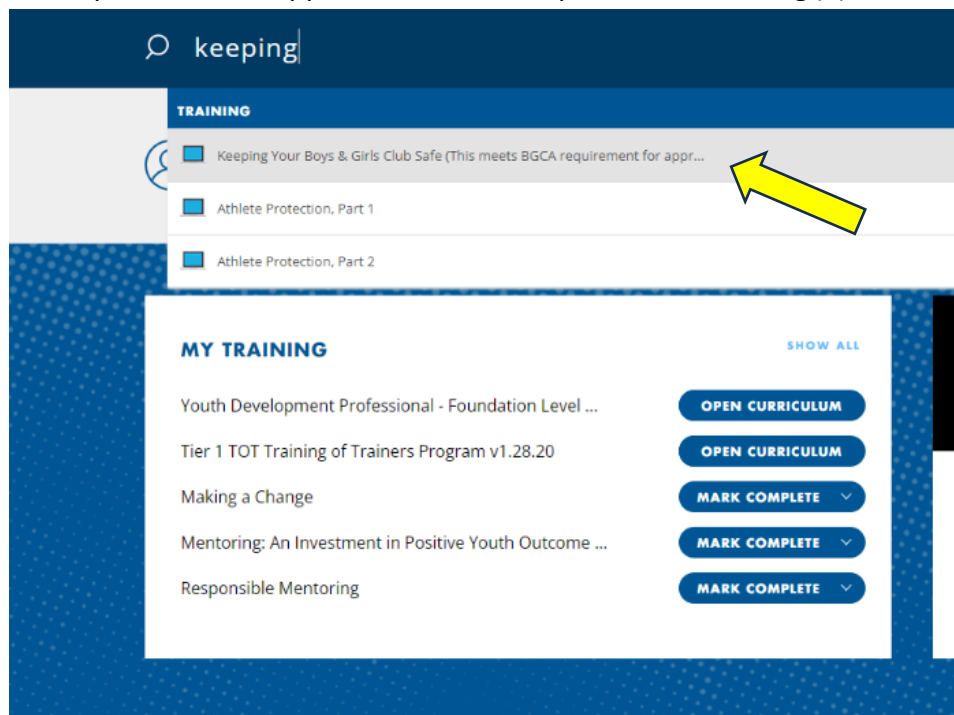 keeping
TRAINING
Keeping Your Boys & Girls Club Safe (This meets BGCA requirement for appr...
Athlete Protection, Part 1
Athlete Protection, Part 2
MY TRAINING
SHOW ALL
Youth Development Professional - Foundation Level ...
OPEN CURRICULUM
Tier 1 TOT Training of Trainers Program v1.28.20
OPEN CURRICULUM
Making a Change
MARK COMPLETE
Mentoring: An Investment in Positive Youth Outcome ...
MARK COMPLETE
Responsible Mentoring
MARK COMPLETE